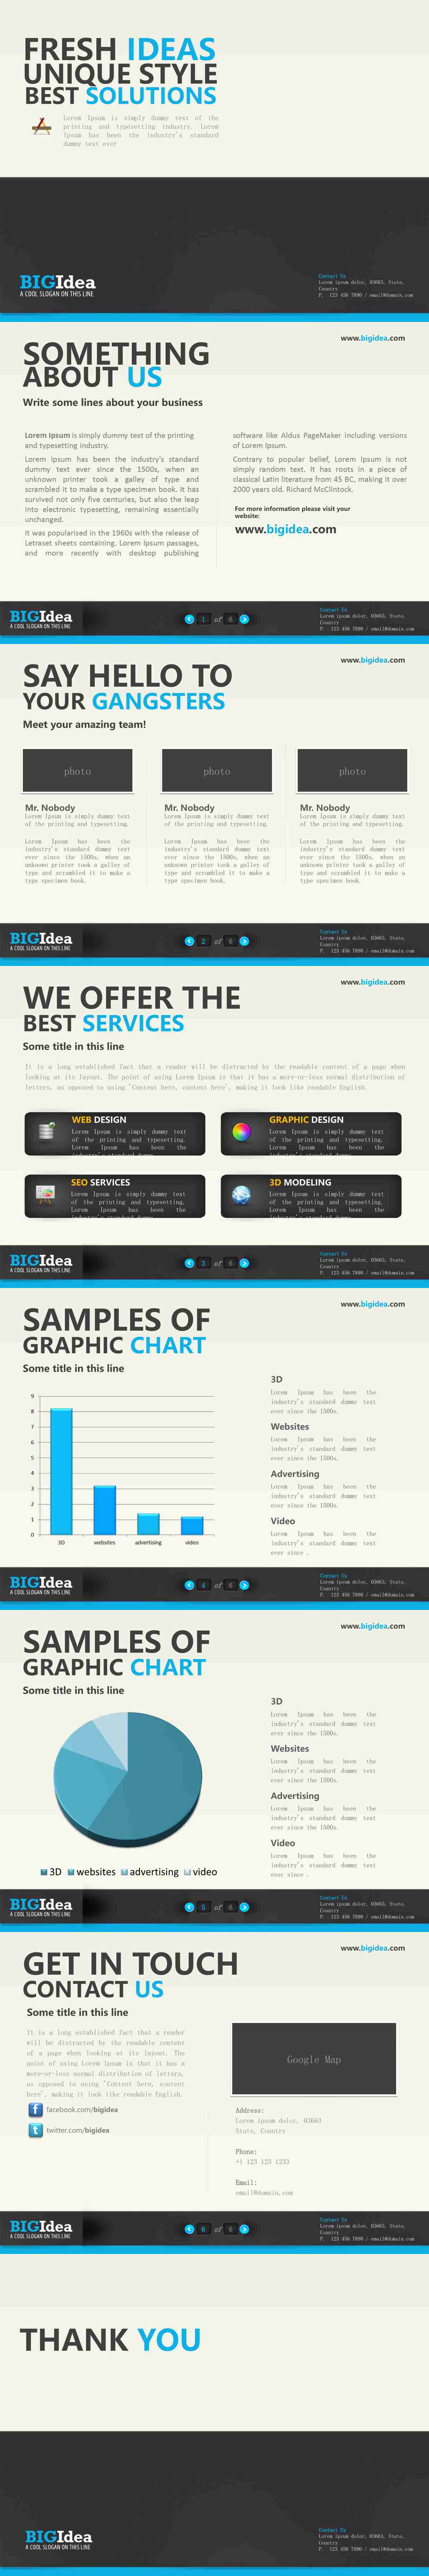 FRESH IDEAS
UNIQUE STYLE
BEST SOLUTIONS
Lorem Ipsum is simply dummy text of the
printing and typesetting industry. Lorem
Ipsum has been the industry's standard
dummy text ever
BIGIdea
A COOL SLOGAN ON THIS LINE
Contact Us
Lorem ipsum dolor, 03663, State,
Country
P. 123 456 7890 / email@domain.com
www.bigidea.com
SOMETHING
ABOUT US
Write some lines about your business
Lorem Ipsum is simply dummy text of the printing
and typesetting industry.
Lorem Ipsum has been the industry's standard
dummy text ever since the 1500s, when an
unknown printer took a galley of type and
scrambled it to make a type specimen book. It has
survived not only five centuries, but also the leap
into electronic typesetting, remaining essentially
unchanged.
It was popularised in the 1960s with the release of
Letraset sheets containing. Lorem Ipsum passages,
and more recently with desktop publishing
software like Aldus PageMaker including versions
of Lorem Ipsum.
Contrary to popular belief, Lorem Ipsum is not
simply random text. It has roots in a piece of
classical Latin literature from 45 BC, making it over
2000 years old. Richard McClintock.
For more information please visit your
website:
www.bigidea.com
BIGIdea
A COOL SLOGAN ON THIS LINE
1 of 6
Contact Us
Lorem ipsum dolor, 03663, State,
Country
P. 123 456 7890 / email@domain.com
www.bigidea.com
SAY HELLO TO
YOUR GANGSTERS
Meet your amazing team!
photo
Mr. Nobody
Lorem Ipsum is simply dummy text
of the printing and typesetting.
Lorem Ipsum has been the
industry's standard dummy text
ever since the 1500s, when an
unknown printer took a galley of
type and scrambled it to make a
type specimen book.
photo
Mr. Nobody
Lorem Ipsum is simply dummy text
of the printing and typesetting.
Lorem Ipsum has been the
industry's standard dummy text
ever since the 1500s, when an
unknown printer took a galley of
type and scrambled it to make a
type specimen book.
photo
Mr. Nobody
Lorem Ipsum is simply dummy text
of the printing and typesetting.
Lorem Ipsum has been the
industry's standard dummy text
ever since the 1500s, when an
unknown printer took a galley of
type and scrambled it to make a
type specimen book.
BIGIdea
A COOL SLOGAN ON THIS LINE
2 of 6
Contact Us
Lorem ipsum dolor, 03663, State,
Country
P. 123 456 7890 / email@domain.com
www.bigidea.com
WE OFFER THE
BEST SERVICES
Some title in this line
It is a long established fact that a reader will be distracted by the readable content of a page when
looking at its layout. The point of using Lorem Ipsum is that it has a more-or-less normal distribution of
letters, as opposed to using 'Content here, content here', making it look like readable English.
WEB DESIGN
Lorem Ipsum is simply dummy text
of the printing and typesetting.
Lorem Ipsum has been the
industry's standard dummy
GRAPHIC DESIGN
Lorem Ipsum is simply dummy text
of the printing and typesetting.
Lorem Ipsum has been the
industry's standard dummy
SEO SERVICES
Lorem Ipsum is simply dummy text
of the printing and typesetting.
Lorem Ipsum has been the
industry's standard dummy
3D MODELING
Lorem Ipsum is simply dummy text
of the printing and typesetting.
Lorem Ipsum has been the
industry's standard dummy
BIGIdea
A COOL SLOGAN ON THIS LINE
3 of 6
Contact Us
Lorem ipsum dolor, 03663, State,
Country
P. 123 456 7890 / email@domain.com
www.bigidea.com
SAMPLES OF
GRAPHIC CHART
Some title in this line
9
8
7
6
5
4
3
2
1
0
3D websites advertising video
3D
Lorem Ipsum has been the
industry's standard dummy text
ever since the 1500s.
Websites
Lorem Ipsum has been the
industry's standard dummy text
ever since the 1500s.
Advertising
Lorem Ipsum has been the
industry's standard dummy text
ever since the 1500s.
Video
Lorem Ipsum has been the
industry's standard dummy text
ever since .
BIGIdea
A COOL SLOGAN ON THIS LINE
4 of 6
Contact Us
Lorem ipsum dolor, 03663, State,
Country
P. 123 456 7890 / email@domain.com
www.bigidea.com
SAMPLES OF
GRAPHIC CHART
Some title in this line
3D websites advertising video
3D
Lorem Ipsum has been the
industry's standard dummy text
ever since the 1500s.
Websites
Lorem Ipsum has been the
industry's standard dummy text
ever since the 1500s.
Advertising
Lorem Ipsum has been the
industry's standard dummy text
ever since the 1500s.
Video
Lorem Ipsum has been the
industry's standard dummy text
ever since .
BIGIdea
A COOL SLOGAN ON THIS LINE
5 of 6
Contact Us
Lorem ipsum dolor, 03663, State,
Country
P. 123 456 7890 / email@domain.com
www.bigidea.com
GET IN TOUCH
CONTACT US
Some title in this line
It is a long established fact that a reader
will be distracted by the readable content
of a page when looking at its layout. The
point of using Lorem Ipsum is that it has a
more-or-less normal distribution of letters,
as opposed to using 'Content here, content
here', making it look like readable English.
facebook.com/bigidea
twitter.com/bigidea
Google Map
Address:
Lorem ipsum dolor, 03663
State, Country
Phone:
+1 123 123 1233
Email:
email@domain.com
BIGIdea
A COOL SLOGAN ON THIS LINE
6 of 6
Contact Us
Lorem ipsum dolor, 03663, State,
Country
P. 123 456 7890 / email@domain.com
THANK YOU
BIGIdea
A COOL SLOGAN ON THIS LINE
Contact Us
Lorem ipsum dolor, 03663, State,
Country
P. 123 456 7890 / email@domain.com